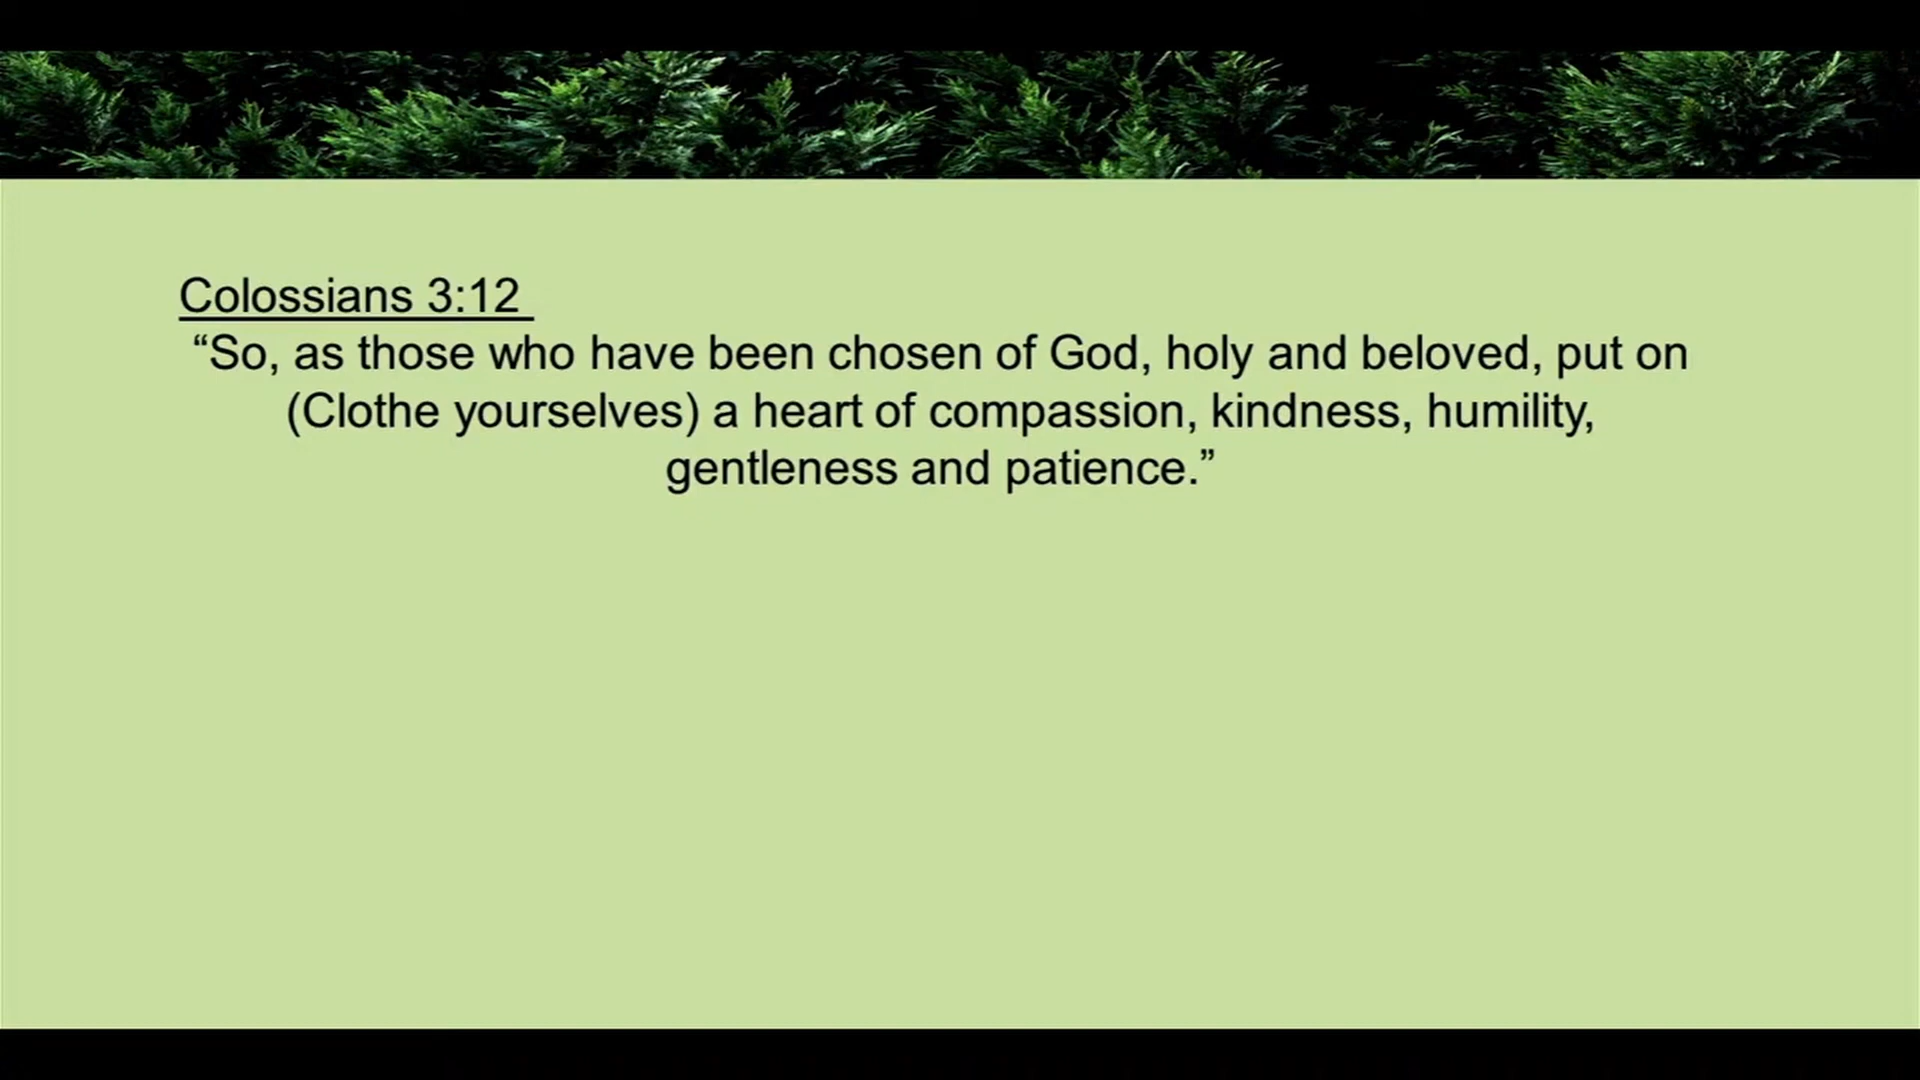 Colossians 3:12
“So, as those who have been chosen of God, holy and beloved, put on
(Clothe yourselves) a heart of compassion, kindness, humility,
gentleness and patience.”